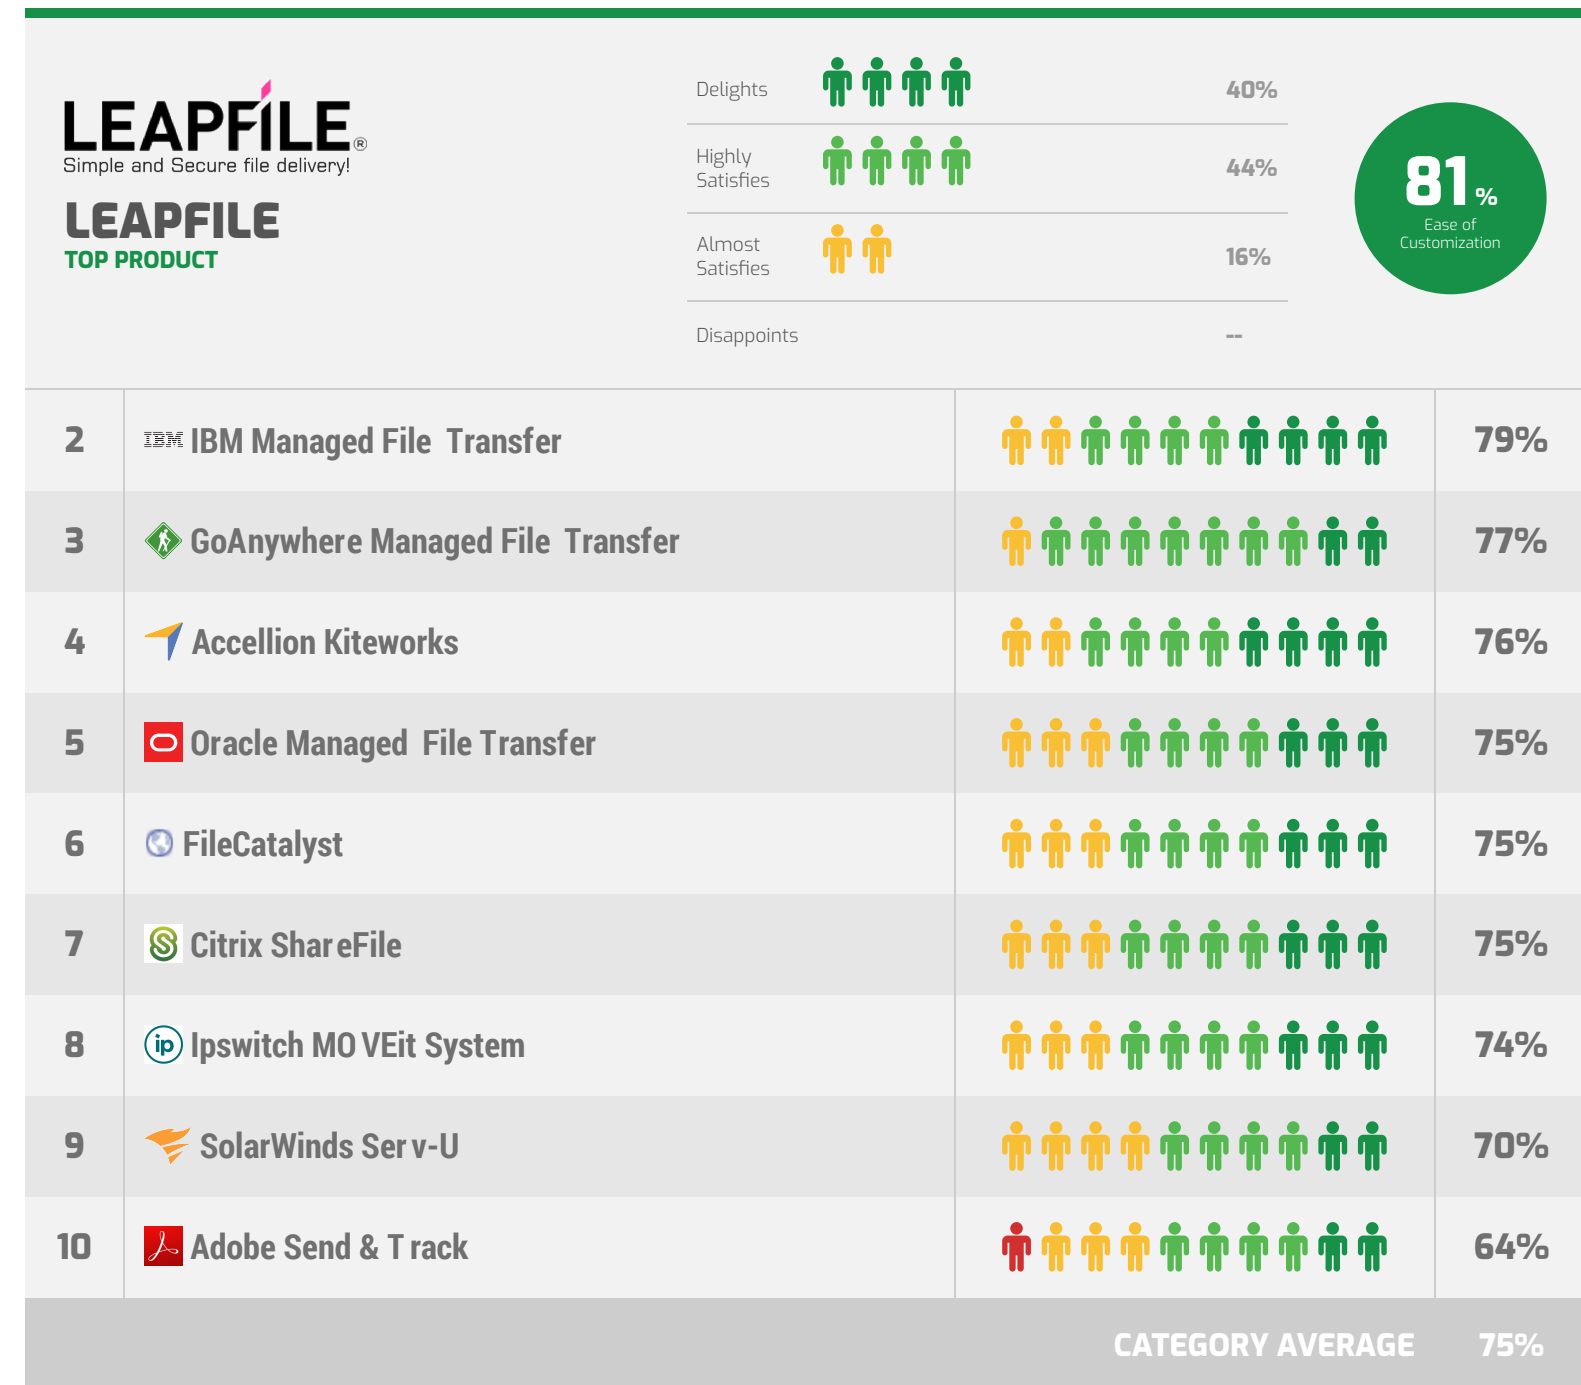 LEAPFILE®
Simple and Secure file delivery!
LEAPFILE
TOP PRODUCT
Delights 40%
Highly
Satisfies 44%
Almost
Satisfies 16%
Disappoints --
81%
Ease of
Customization
2 IBM IBM Managed File Transfer 79%
3 GoAnywhere Managed File Transfer 77%
4 Accellion Kiteworks 76%
5 Oracle Managed File Transfer 75%
6 FileCatalyst 75%
7 Citrix ShareFile 75%
8 ip Ipswitch MOVEit System 74%
9 SolarWinds Serv-U 70%
10 Adobe Send & Track 64%
CATEGORY AVERAGE 75%